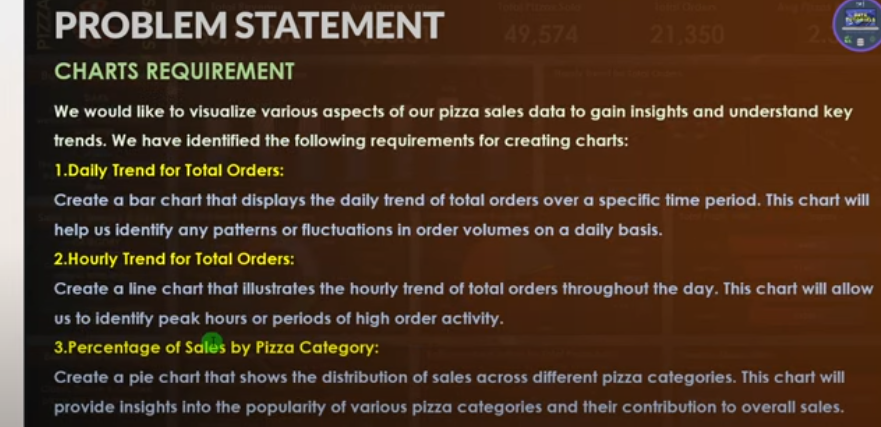 PROBLEM STATEMENT
49,574
21,350
CHARTS REQUIREMENT
We would like to visualize various aspects of our pizza sales data to gain insights and understand key
trends. We have identified the following requirements for creating charts:
1.Daily Trend for Total Orders:
Create a bar chart that displays the daily trend of total orders over a specific time period. This chart will
help us identify any patterns or fluctuations in order volumes on a daily basis.
2.Hourly Trend for Total Orders:
Create a line chart that illustrates the hourly trend of total orders throughout the day. This chart will allow
us to identify peak hours or periods of high order activity.
3.Percentage of Sales by Pizza Category:
Create a pie chart that shows the distribution of sales across different pizza categories. This chart will
provide insights into the popularity of various pizza categories and their contribution to overall sales.